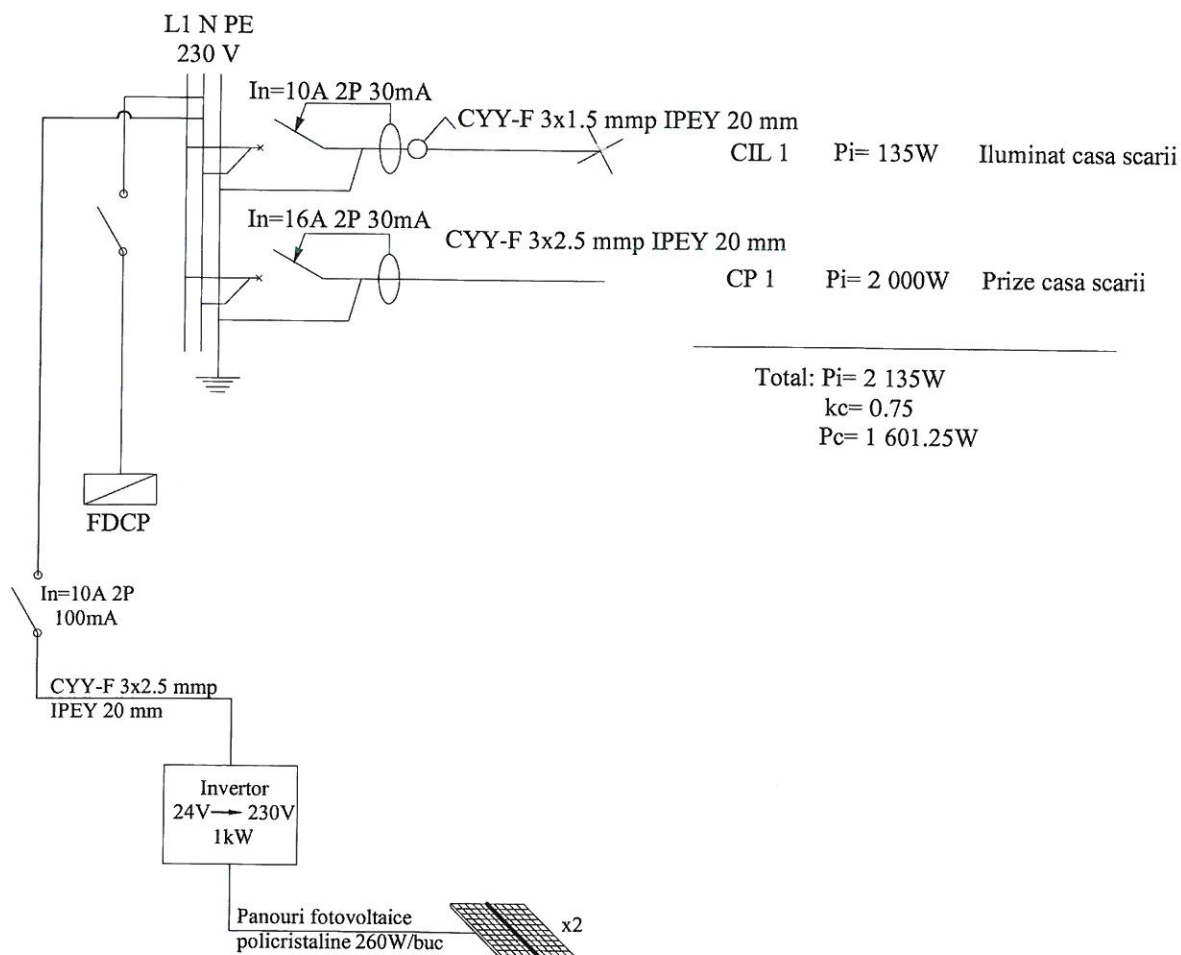 L1 N PE
230 V
In=10A 2P 30mA
CYY-F 3x1.5 mmp IPEY 20 mm
CIL 1 Pi= 135W Iluminat casa scarii
In=16A 2P 30mA
CYY-F 3x2.5 mmp IPEY 20 mm
CP 1 Pi= 2 000W Prize casa scarii
Total: Pi= 2 135W
kc= 0.75
Pc= 1 601.25W
FDCP
In=10A 2P
100mA
CYY-F 3x2.5 mmp
IPEY 20 mm
Invertor
24V → 230V
1kW
Panouri fotovoltaice
policristaline 260W/buc
x2